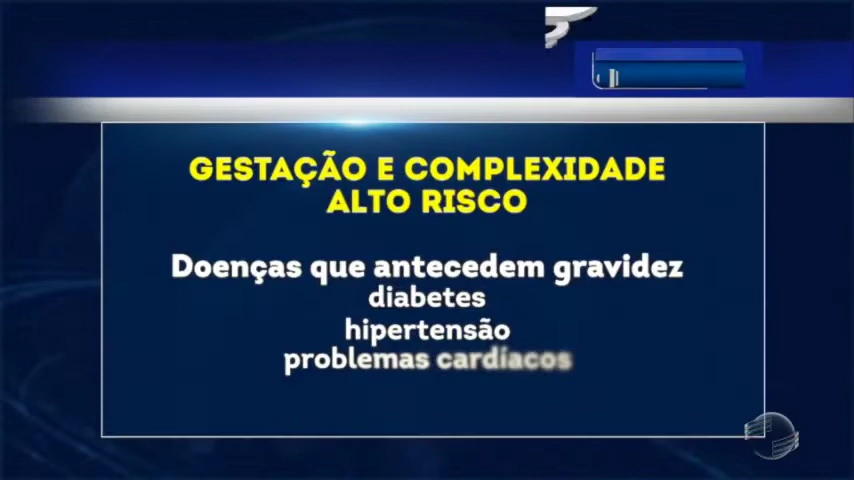 GESTAÇÃO E COMPLEXIDADE
ALTO RISCO
Doenças que antecedem gravidez
diabetes
hipertensão
problemas cardíacos